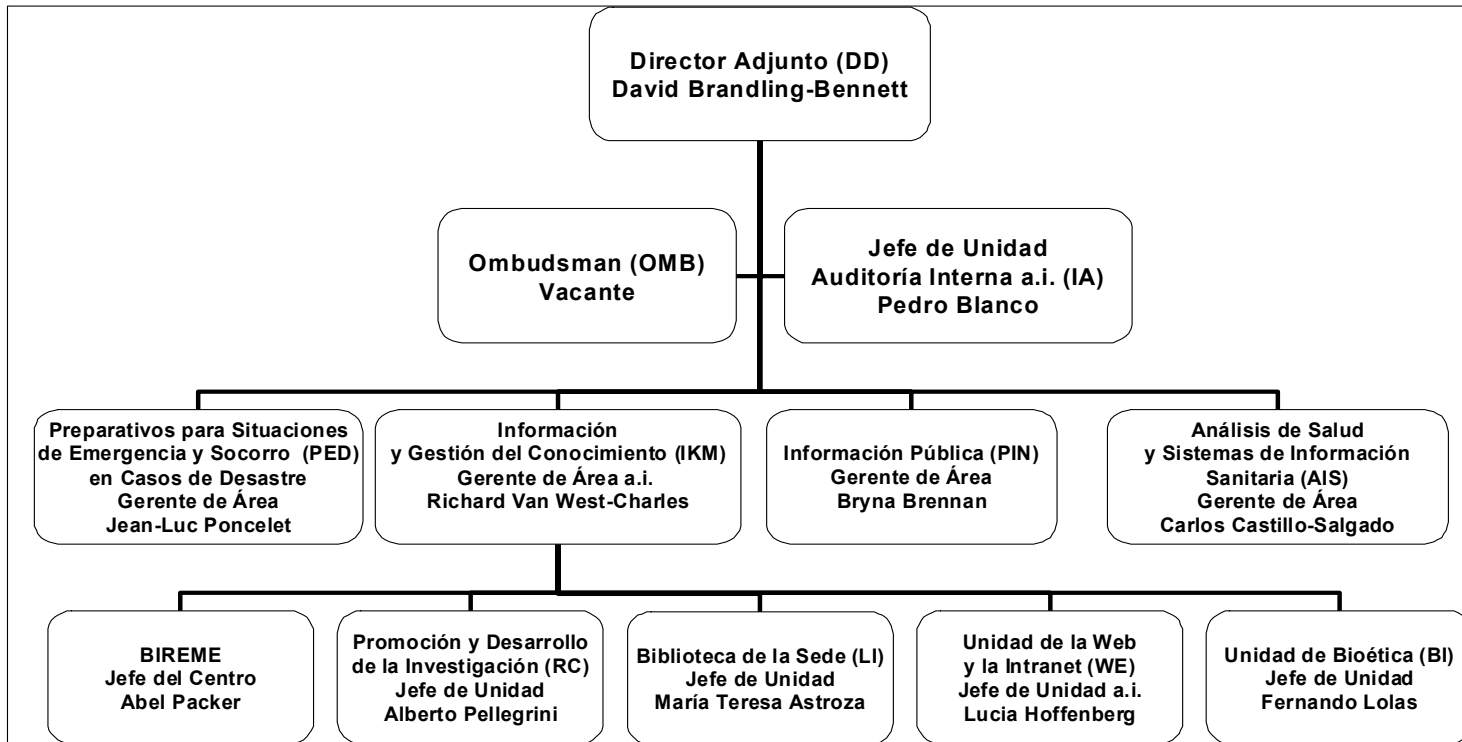 Director Adjunto (DD)
David Brandling-Bennett
Ombudsman (OMB)
Vacante
Jefe de Unidad
Auditoría Interna a.i. (IA)
Pedro Blanco
Preparativos para Situaciones
de Emergencia y Socorro (PED)
en Casos de Desastre
Gerente de Área
Jean-Luc Poncelet
Información
y Gestión del Conocimiento (IKM)
Gerente de Área a.i.
Richard Van West-Charles
Información Pública (PIN)
Gerente de Área
Bryna Brennan
Análisis de Salud
y Sistemas de Información
Sanitaria (AIS)
Gerente de Área
Carlos Castillo-Salgado
BIREME
Jefe del Centro
Abel Packer
Promoción y Desarrollo
de la Investigación (RC)
Jefe de Unidad
Alberto Pellegrini
Biblioteca de la Sede (LI)
Jefe de Unidad
María Teresa Astroza
Unidad de la Web
y la Intranet (WE)
Jefe de Unidad a.i.
Lucia Hoffenberg
Unidad de Bioética (BI)
Jefe de Unidad
Fernando Lolas